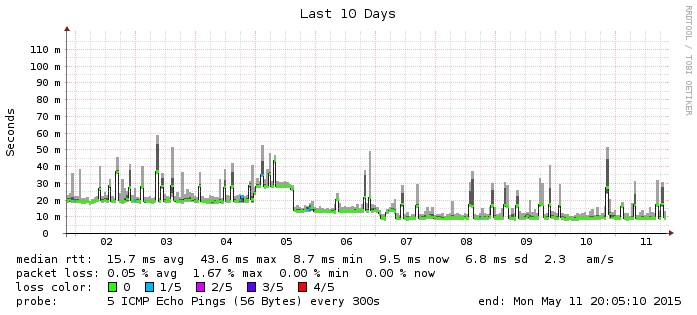 Last 10 Days
RRDTOOL / TOBI OETIKER
Seconds
110 m
100 m
90 m
80 m
70 m
60 m
50 m
40 m
30 m
20 m
10 m
0
02 03 04 05 06 07 08 09 10 11
median rtt: 15.7 ms avg 43.6 ms max 8.7 ms min 9.5 ms now 6.8 ms sd 2.3 am/s
packet loss: 0.05 % avg 1.67 % max 0.00 % min 0.00 % now
loss color: 0 1/5 2/5 3/5 4/5
probe: 5 ICMP Echo Pings (56 Bytes) every 300s end: Mon May 11 20:05:10 2015